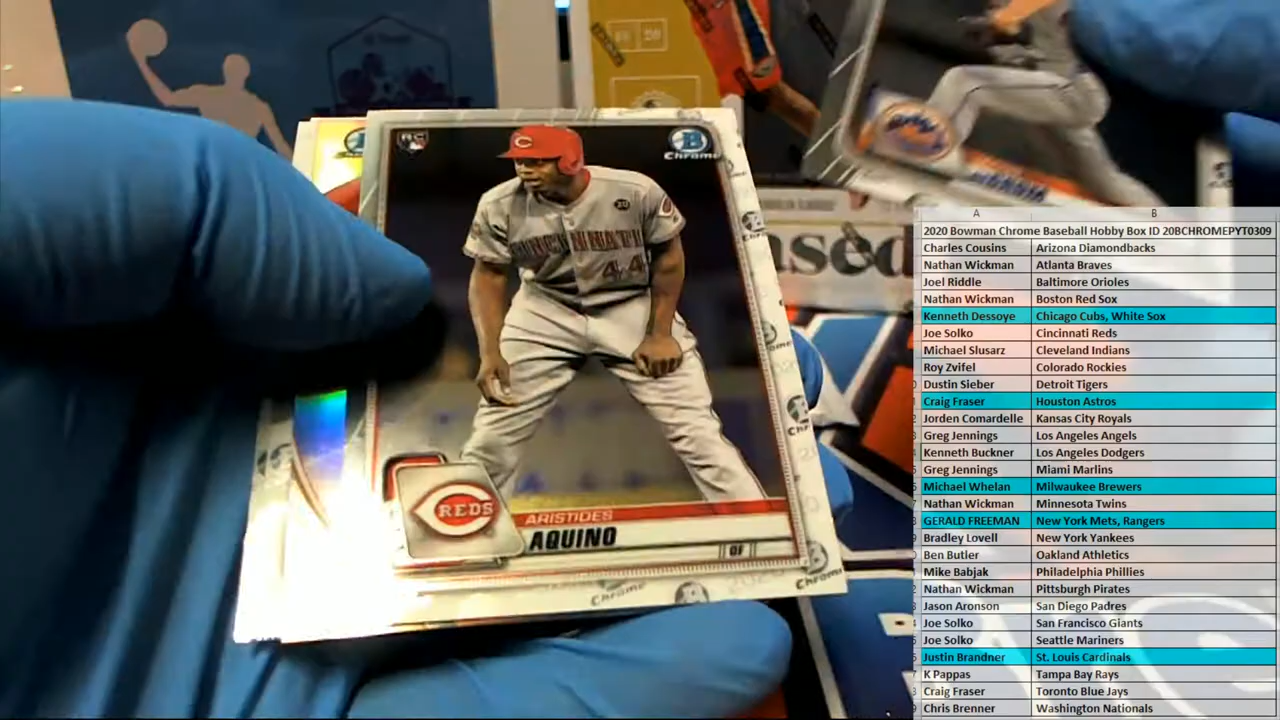 RC
B
Chrome
C
20
CINCINNATI
44
REDS
ARISTIDES
AQUINO
OF
Chrome
Mets
ased
A B
2020 Bowman Chrome Baseball Hobby Box ID 20BCHROMEPYT0309
Charles Cousins Arizona Diamondbacks
Nathan Wickman Atlanta Braves
Joel Riddle Baltimore Orioles
Nathan Wickman Boston Red Sox
Kenneth Dessoye Chicago Cubs, White Sox
Joe Solko Cincinnati Reds
Michael Slusarz Cleveland Indians
Roy Zvifel Colorado Rockies
Dustin Sieber Detroit Tigers
Craig Fraser Houston Astros
Jorden Comardelle Kansas City Royals
Greg Jennings Los Angeles Angels
Kenneth Buckner Los Angeles Dodgers
Greg Jennings Miami Marlins
Michael Whelan Milwaukee Brewers
Nathan Wickman Minnesota Twins
GERALD FREEMAN New York Mets, Rangers
Bradley Lovell New York Yankees
Ben Butler Oakland Athletics
Mike Babjak Philadelphia Phillies
Nathan Wickman Pittsburgh Pirates
Jason Aronson San Diego Padres
Joe Solko San Francisco Giants
Joe Solko Seattle Mariners
Justin Brandner St. Louis Cardinals
K Pappas Tampa Bay Rays
Craig Fraser Toronto Blue Jays
Chris Brenner Washington Nationals